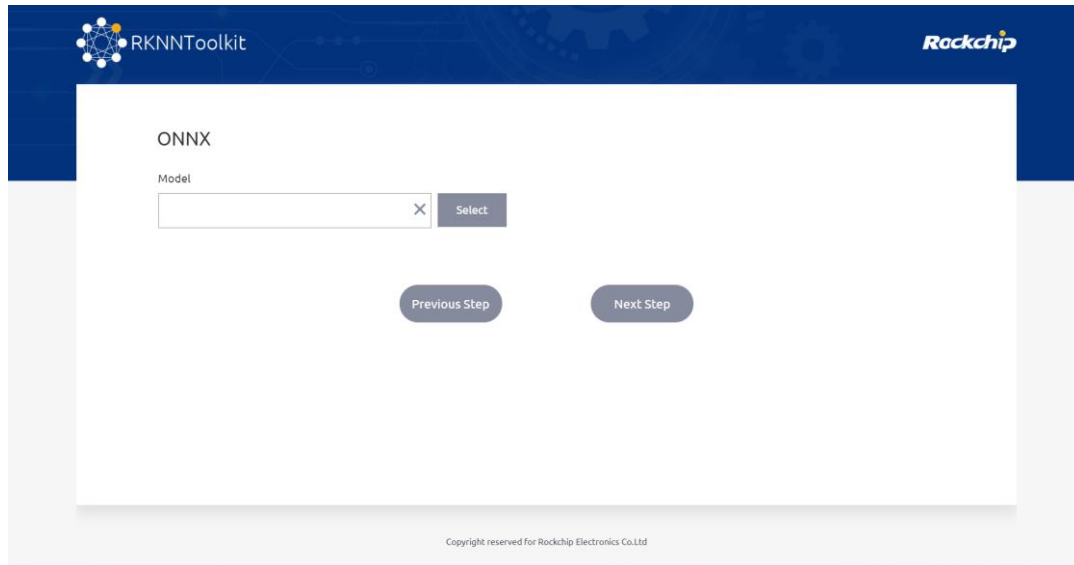 RKNNToolkit
Rockchip
ONNX
Model
Select
Previous Step
Next Step
Copyright reserved for Rockchip Electronics Co.Ltd